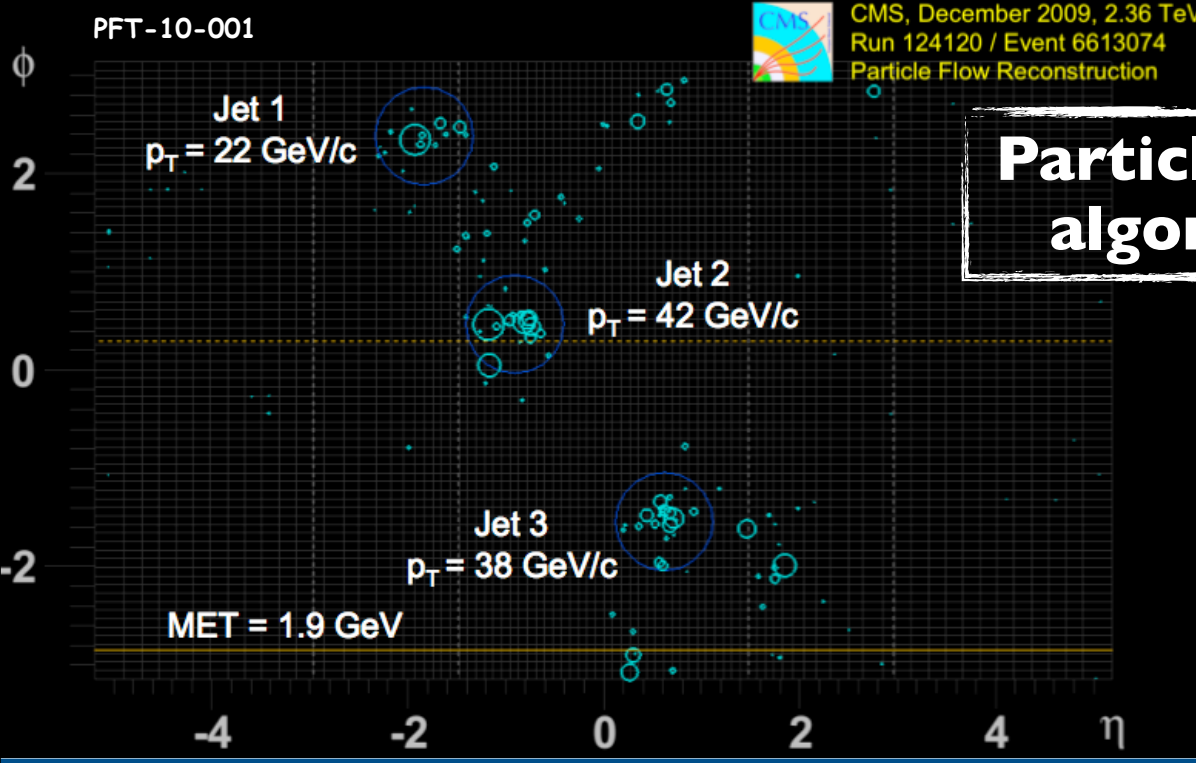 PFT-10-001
CMS
CMS, December 2009, 2.36 TeV
Run 124120 / Event 6613074
Particle Flow Reconstruction
ϕ
Jet 1
pT = 22 GeV/c
algor
2
Jet 2
pT = 42 GeV/c
0
Jet 3
pT = 38 GeV/c
-2
MET = 1.9 GeV
-4 -2 0 2 4 η